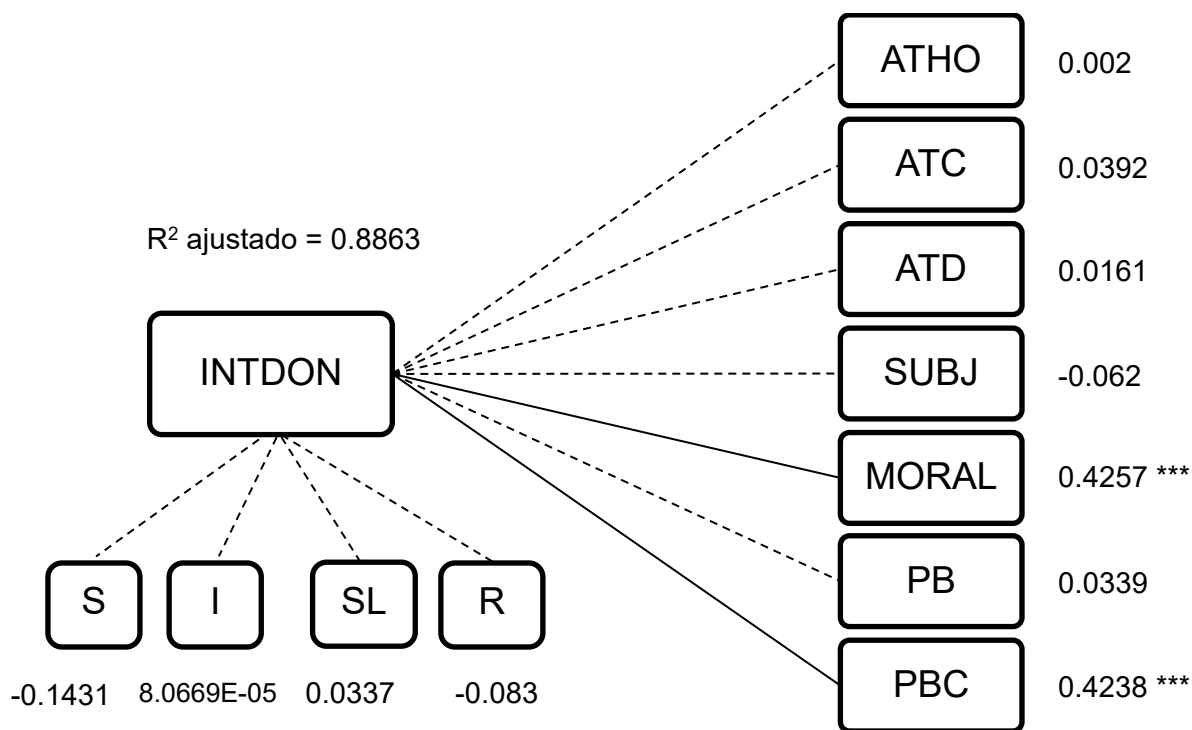 ATHO 0.002
ATC 0.0392
R² ajustado = 0.8863
ATD 0.0161
INTDON
SUBJ -0.062
MORAL 0.4257 ***
PB 0.0339
PBC 0.4238 ***
S I SL R
-0.1431 8.0669E-05 0.0337 -0.083